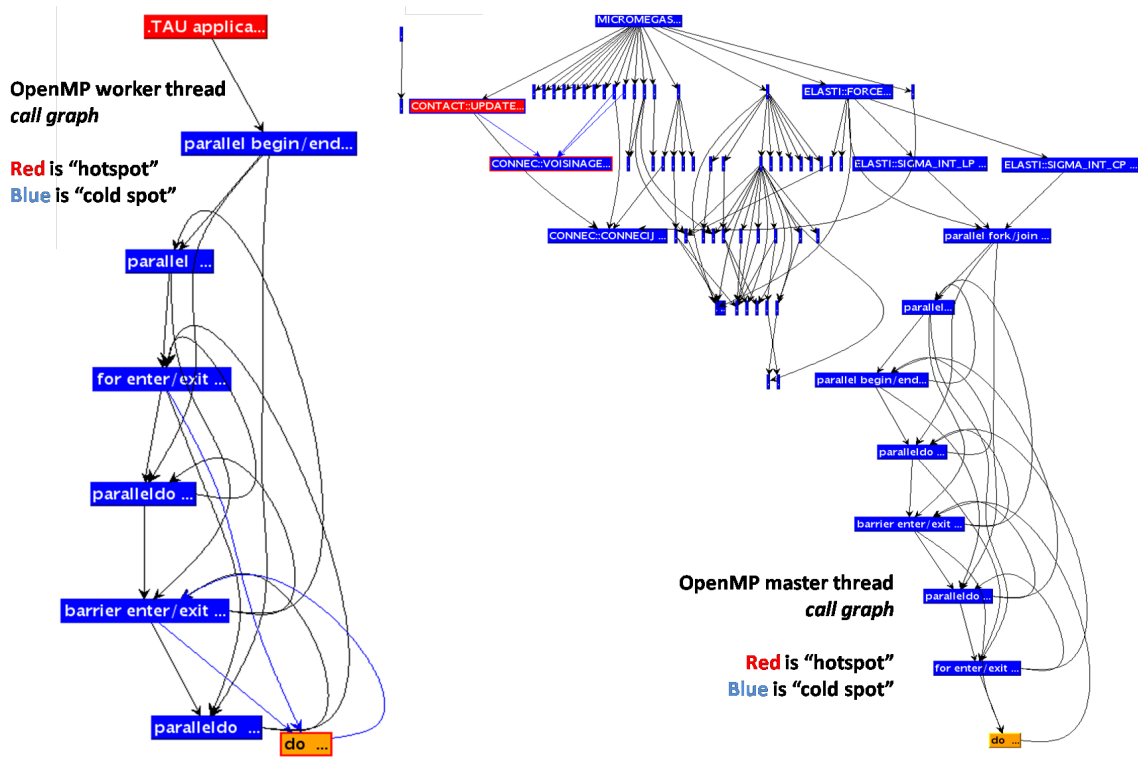 .TAU applica...
OpenMP worker thread
call graph
Red is “hotspot”
Blue is “cold spot”
parallel begin/end...
parallel ...
for enter/exit ...
paralleldo ...
barrier enter/exit ...
paralleldo ...
do ...
MICROMEGAS...
CONTACT::UPDATE...
ELASTI::FORCE...
CONNEC::VOISINAGE...
ELASTI::SIGMA_INT_LP ...
ELASTI::SIGMA_INT_CP ...
CONNEC::CONNECIJ ...
parallel fork/join ...
parallel...
parallel begin/end...
paralleldo ...
barrier enter/exit ...
OpenMP master thread
call graph
paralleldo ...
Red is “hotspot”
Blue is “cold spot”
for enter/exit ...
do ...